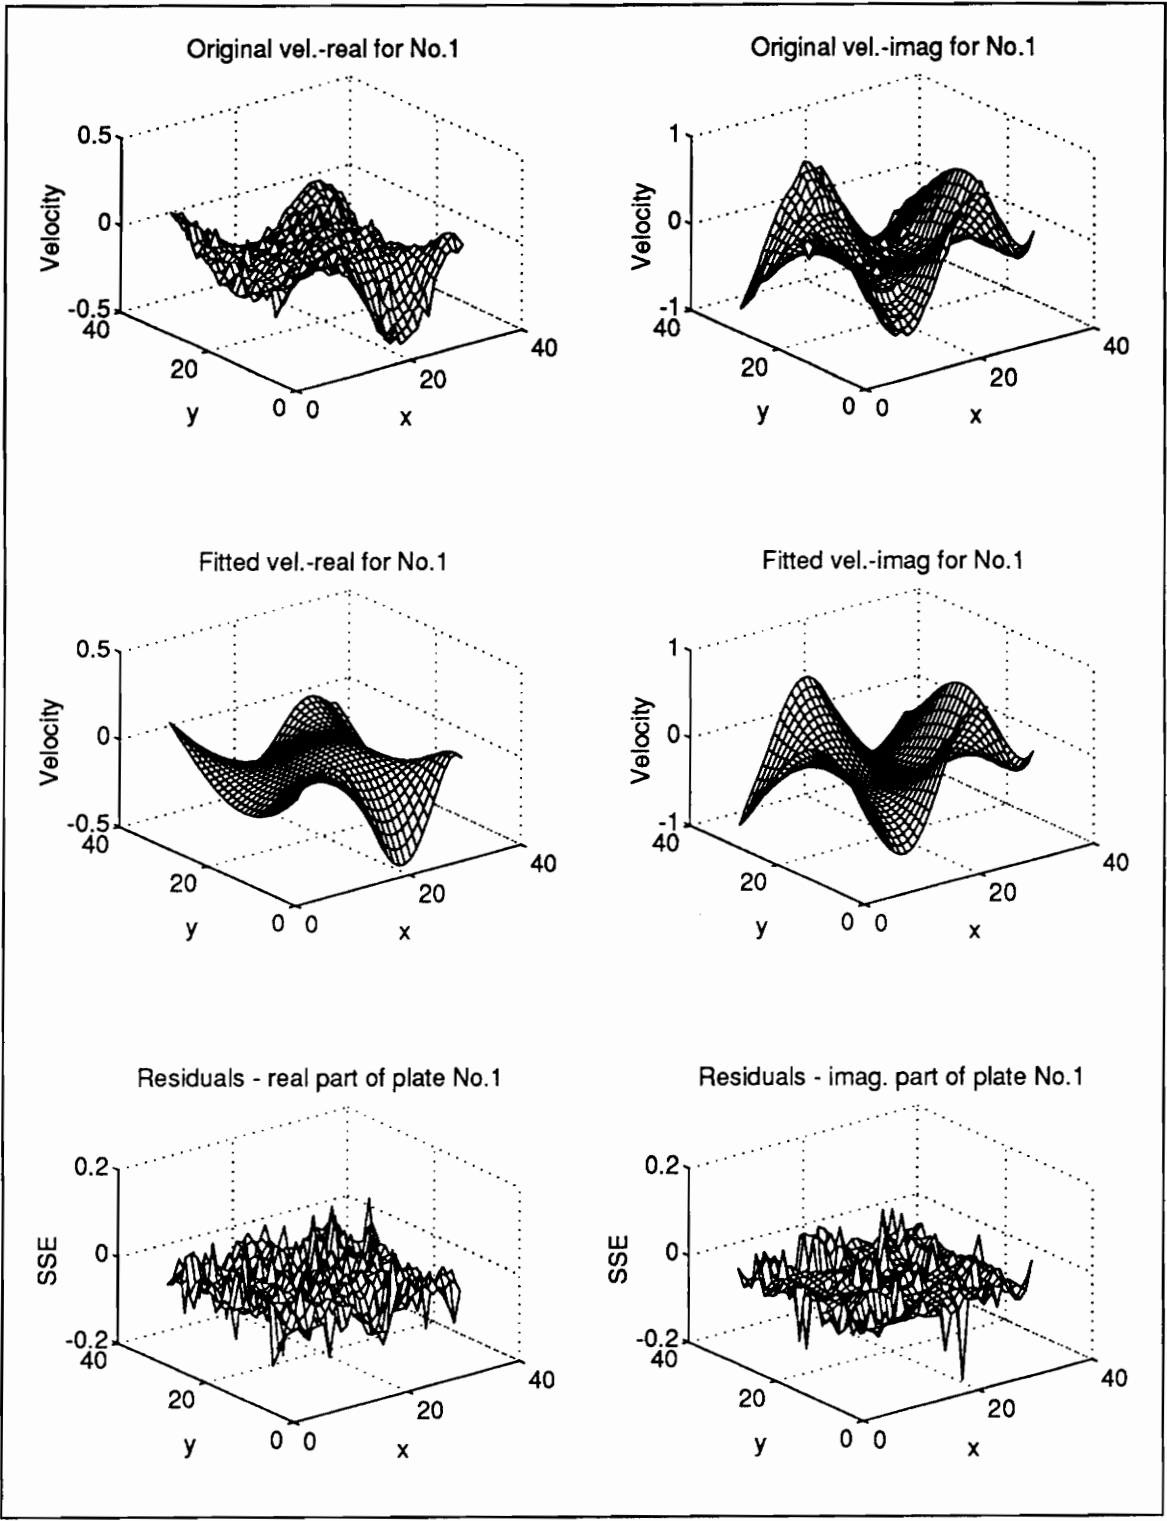 Original vel.-real for No.1
0.5
0
-0.5
Velocity
40
20
0
y
0
20
40
x
Original vel.-imag for No.1
1
0
-1
Velocity
40
20
0
y
0
20
40
x
Fitted vel.-real for No.1
0.5
0
-0.5
Velocity
40
20
0
y
0
20
40
x
Fitted vel.-imag for No.1
1
0
-1
Velocity
40
20
0
y
0
20
40
x
Residuals - real part of plate No.1
0.2
0
-0.2
SSE
40
20
0
y
0
20
40
x
Residuals - imag. part of plate No.1
0.2
0
-0.2
SSE
40
20
0
y
0
20
40
x